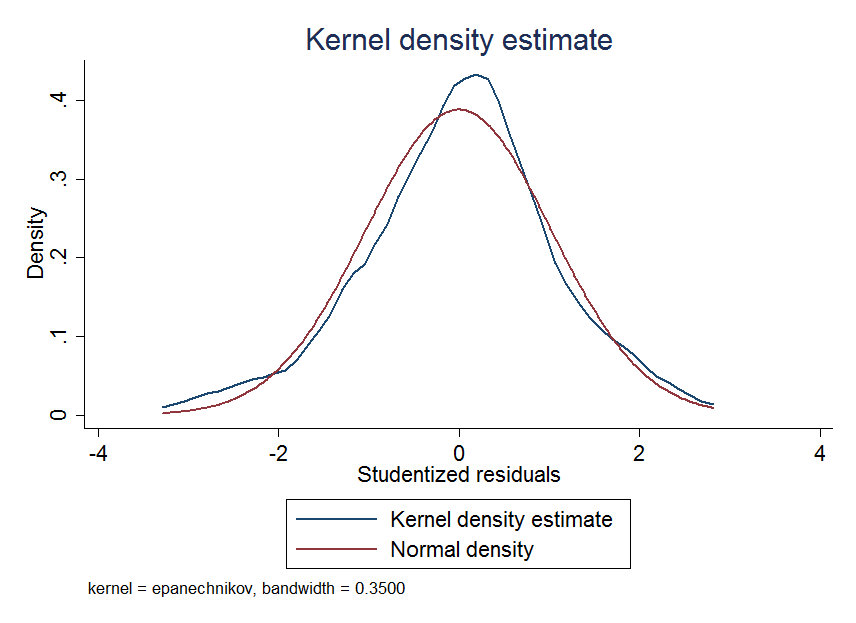 Kernel density estimate
.4
.3
.2
.1
0
Density
-4 -2 0 2 4
Studentized residuals
Kernel density estimate
Normal density
kernel = epanechnikov, bandwidth = 0.3500